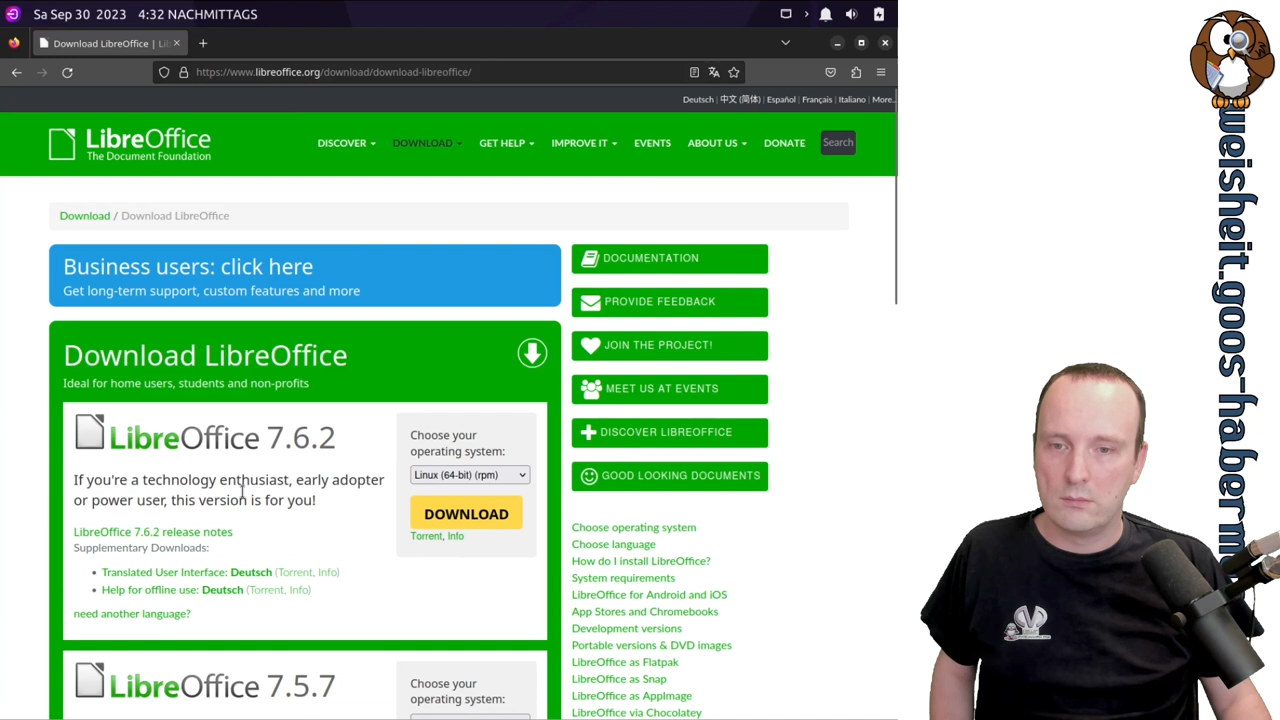 Sa Sep 30 2023 4:32 NACHMITTAGS
Download LibreOffice | Lib
https://www.libreoffice.org/download/download-libreoffice/
Deutsch | 中文 (简体) | Español | Français | Italiano | More..
LibreOffice
The Document Foundation
DISCOVER DOWNLOAD GET HELP IMPROVE IT EVENTS ABOUT US DONATE Search
Download / Download LibreOffice
Business users: click here
Get long-term support, custom features and more
Download LibreOffice
Ideal for home users, students and non-profits
LibreOffice 7.6.2
If you're a technology enthusiast, early adopter
or power user, this version is for you!
LibreOffice 7.6.2 release notes
Supplementary Downloads:
Translated User Interface: Deutsch (Torrent, Info)
Help for offline use: Deutsch (Torrent, Info)
need another language?
Choose your
operating system:
Linux (64-bit) (rpm)
DOWNLOAD
Torrent, Info
LibreOffice 7.5.7
Choose your
operating system:
DOCUMENTATION
PROVIDE FEEDBACK
JOIN THE PROJECT!
MEET US AT EVENTS
DISCOVER LIBREOFFICE
GOOD LOOKING DOCUMENTS
Choose operating system
Choose language
How do I install LibreOffice?
System requirements
LibreOffice for Android and iOS
App Stores and Chromebooks
Development versions
Portable versions & DVD images
LibreOffice as Flatpak
LibreOffice as Snap
LibreOffice as AppImage
LibreOffice via Chocolatey